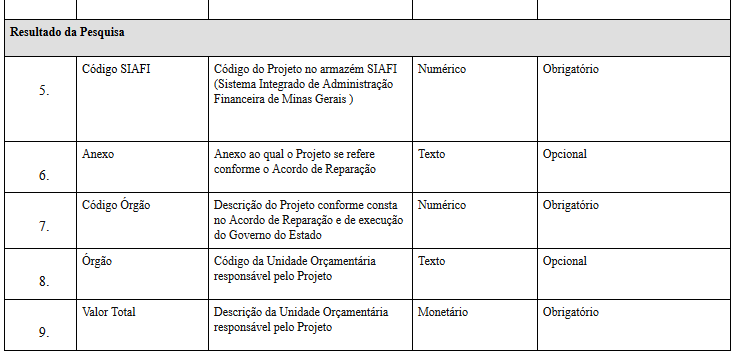 Resultado da Pesquisa
5. Código SIAFI Código do Projeto no armazém SIAFI Numérico Obrigatório
(Sistema Integrado de Administração
Financeira de Minas Gerais )
6. Anexo Anexo ao qual o Projeto se refere Texto Opcional
conforme o Acordo de Reparação
7. Código Órgão Descrição do Projeto conforme consta Numérico Obrigatório
no Acordo de Reparação e de execução
do Governo do Estado
8. Órgão Código da Unidade Orçamentária Texto Opcional
responsável pelo Projeto
9. Valor Total Descrição da Unidade Orçamentária Monetário Obrigatório
responsável pelo Projeto